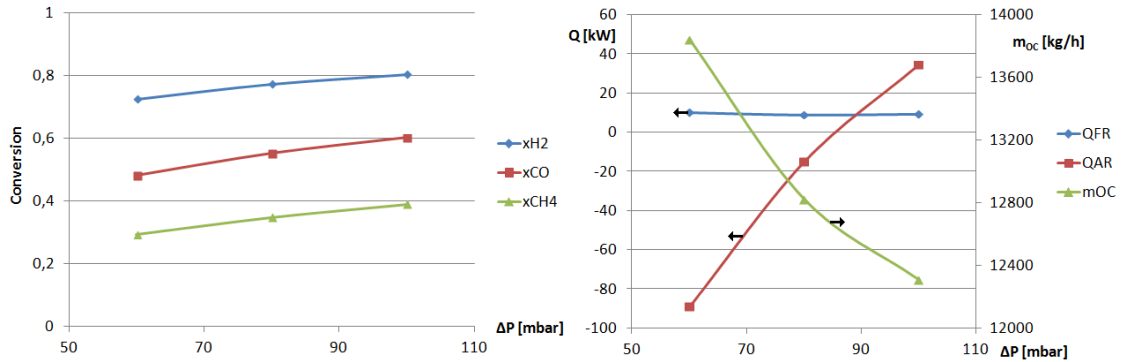 1
0,8
0,6
0,4
0,2
0
Conversion
50
70
90
110
ΔP [mbar]
xH2
xCO
xCH4
60
40
20
0
-20
-40
-60
-80
-100
Q [kW]
14000
13600
13200
12800
12400
12000
mOC [kg/h]
50
70
90
110
ΔP [mbar]
QFR
QAR
mOC